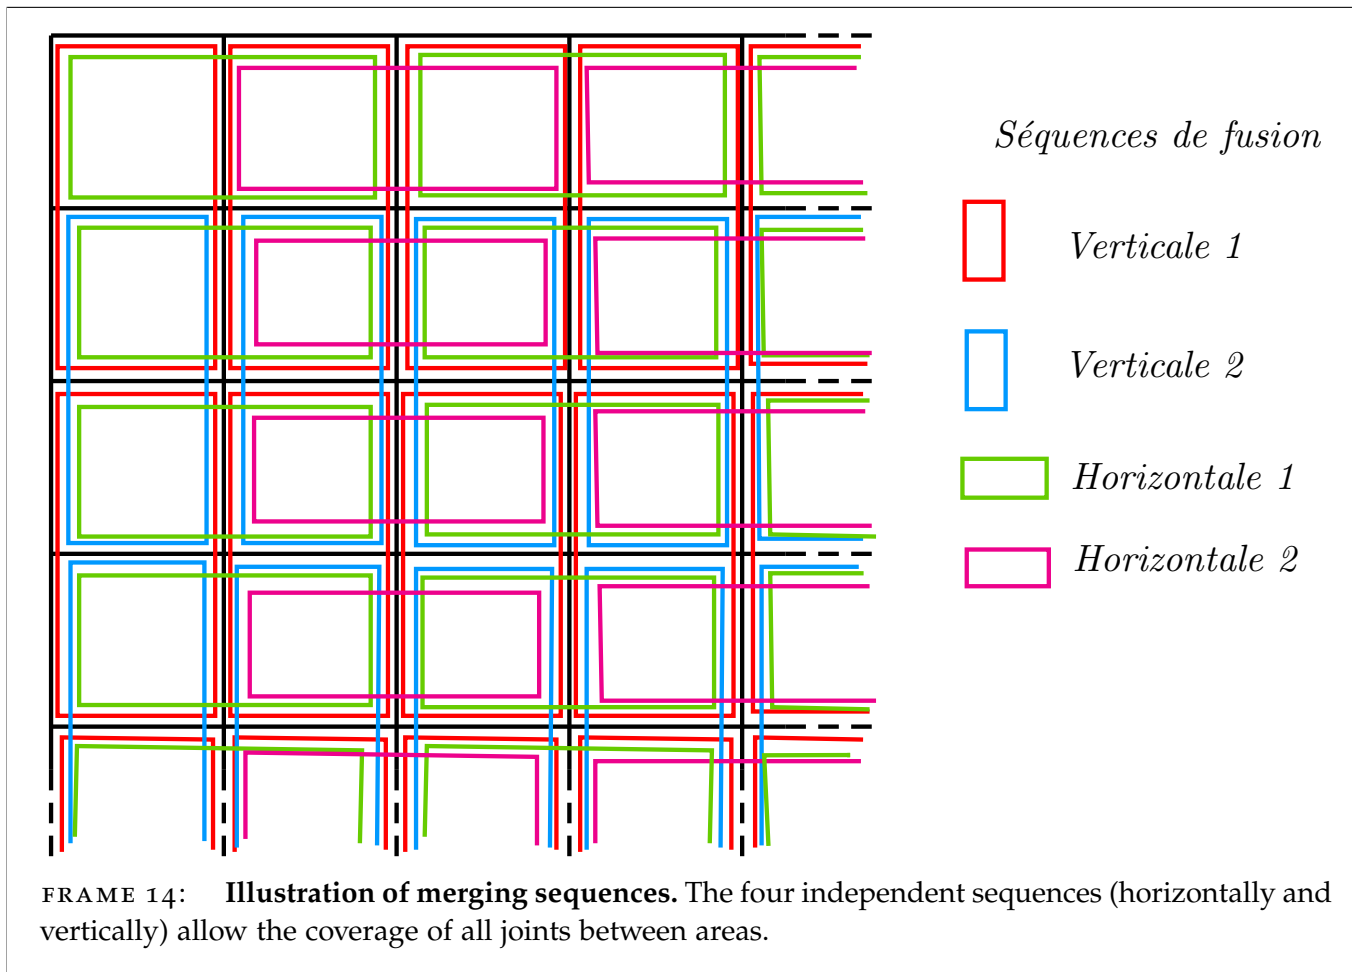 Séquences de fusion
Verticale 1
Verticale 2
Horizontale 1
Horizontale 2
FRAME 14: Illustration of merging sequences. The four independent sequences (horizontally and
vertically) allow the coverage of all joints between areas.